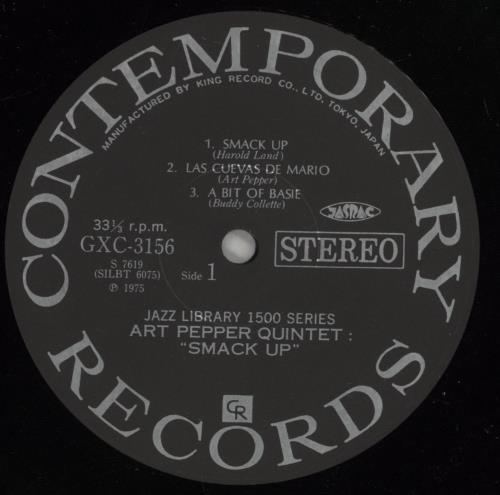 CONTEMPORARY
MANUFACTURED BY KING RECORD CO., LTD. TOKYO, JAPAN
1. SMACK UP
(Harold Land)
2. LAS CUEVAS DE MARIO
(Art Pepper)
3. A BIT OF BASIE
(Buddy Collette)
JASRAC
33⅓ r.p.m.
GXC-3156
S 7619
(SILBT 6075)
Ⓟ 1975
Side 1
STEREO
JAZZ LIBRARY 1500 SERIES
ART PEPPER QUINTET :
"SMACK UP"
CR
RECORDS